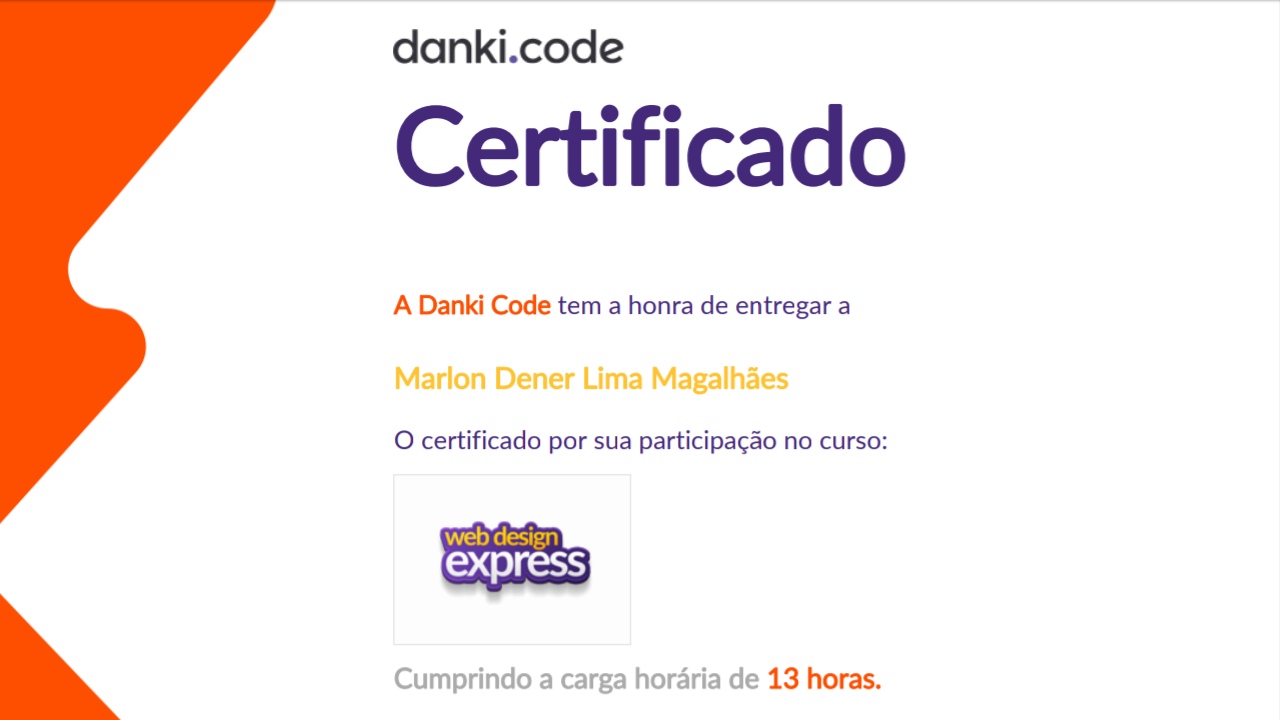 danki.code
Certificado
A Danki Code tem a honra de entregar a
Marlon Dener Lima Magalhães
O certificado por sua participação no curso:
web design
express
Cumprindo a carga horária de 13 horas.